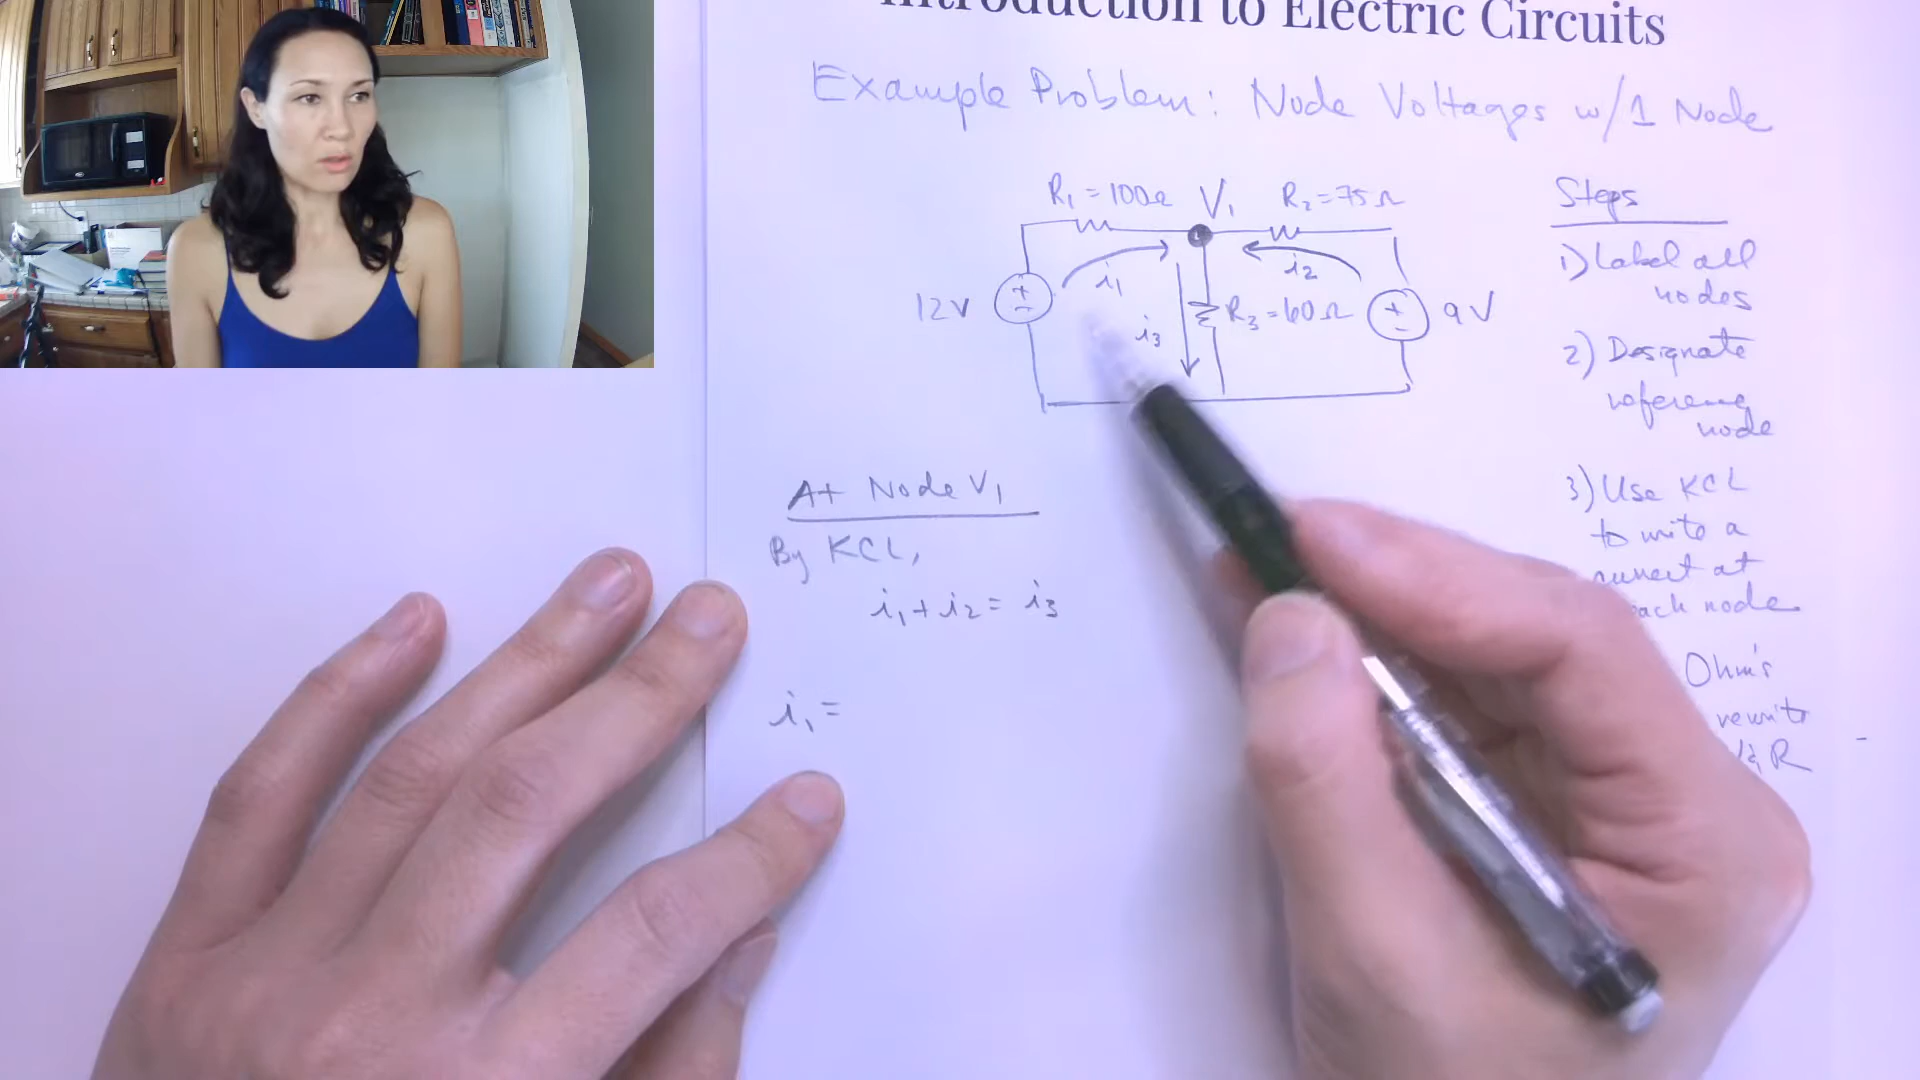 Introduction to Electric Circuits
Example Problem: Node Voltages w/1 Node
R₁=100Ω V₁ R₂=75Ω
i₁ i₂
12V + - i₃ R₃=60Ω + - 9V
Steps
1) Label all
nodes
2) Designate
reference
node
3) Use KCL
to write a
current at
each node
Ohm's
rewrite
R
At Node V₁
By KCL,
i₁+i₂= i₃
i₁=